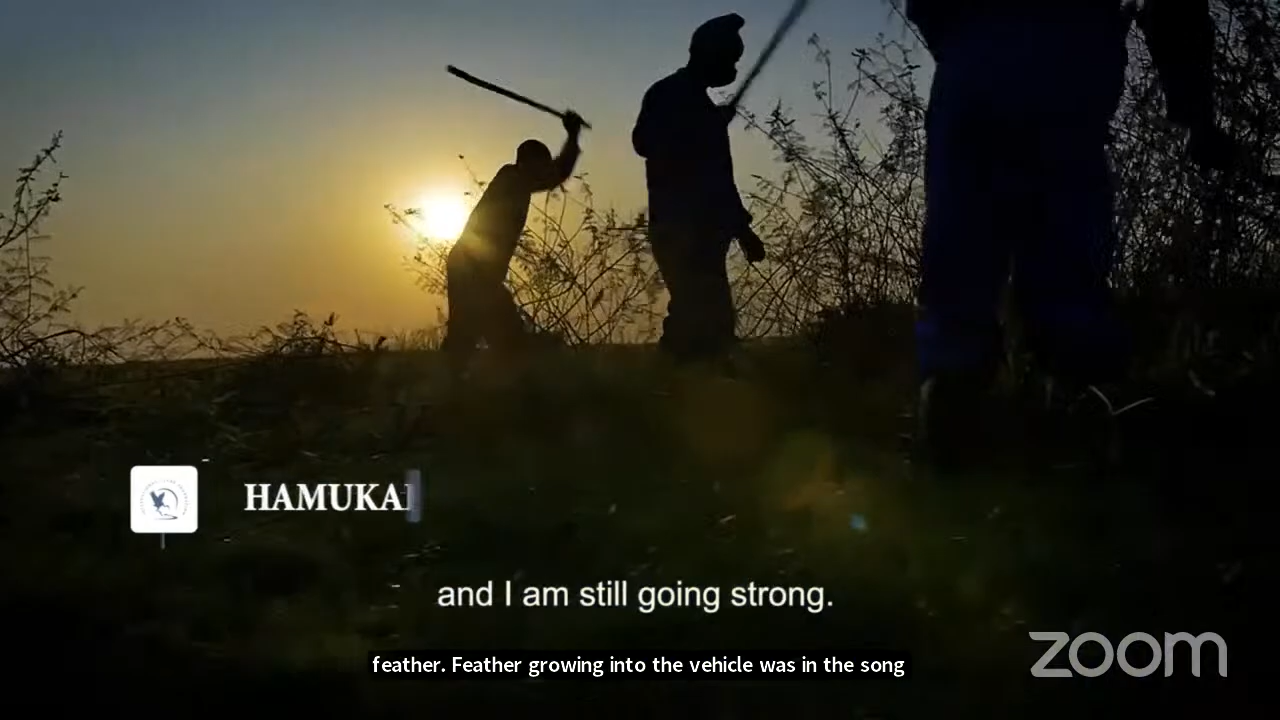 HAMUKA
and I am still going strong.
feather. Feather growing into the vehicle was in the song
zoom